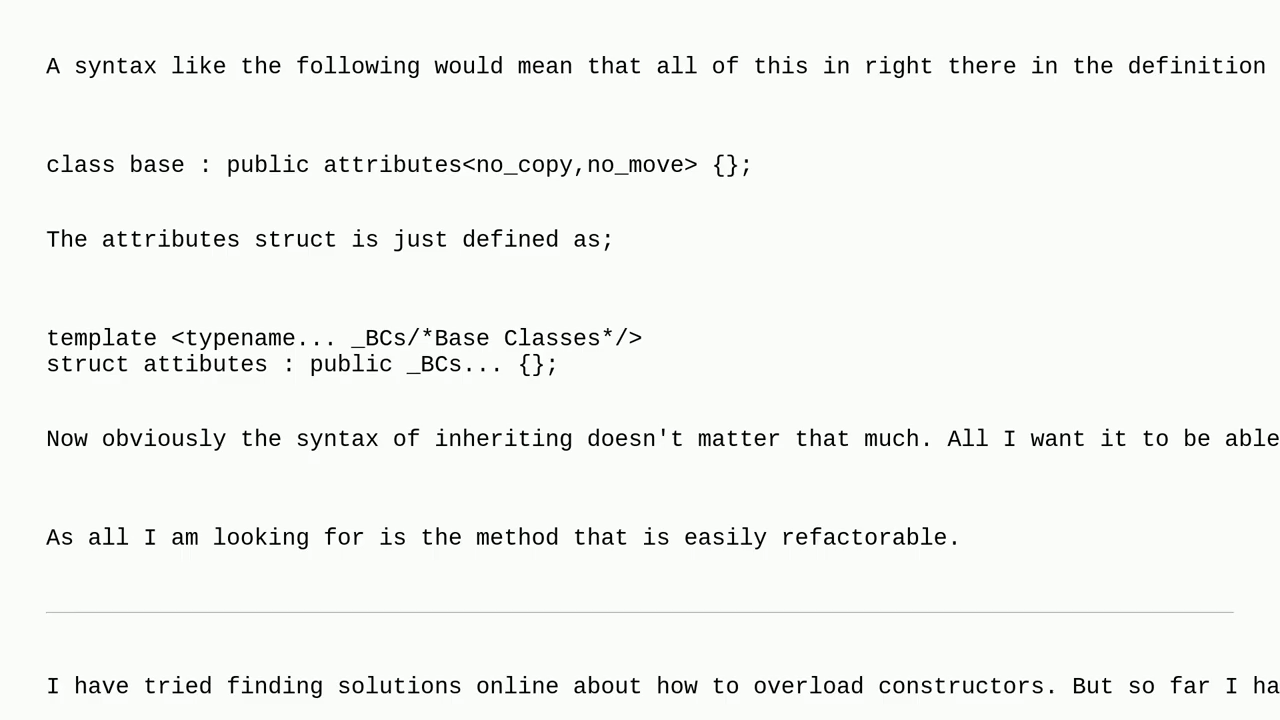 A syntax like the following would mean that all of this in right there in the definition
class base : public attributes<no_copy,no_move> {};
The attributes struct is just defined as;
template <typename... _BCs/*Base Classes*/>
struct attibutes : public _BCs... {};
Now obviously the syntax of inheriting doesn't matter that much. All I want it to be able
As all I am looking for is the method that is easily refactorable.
I have tried finding solutions online about how to overload constructors. But so far I ha